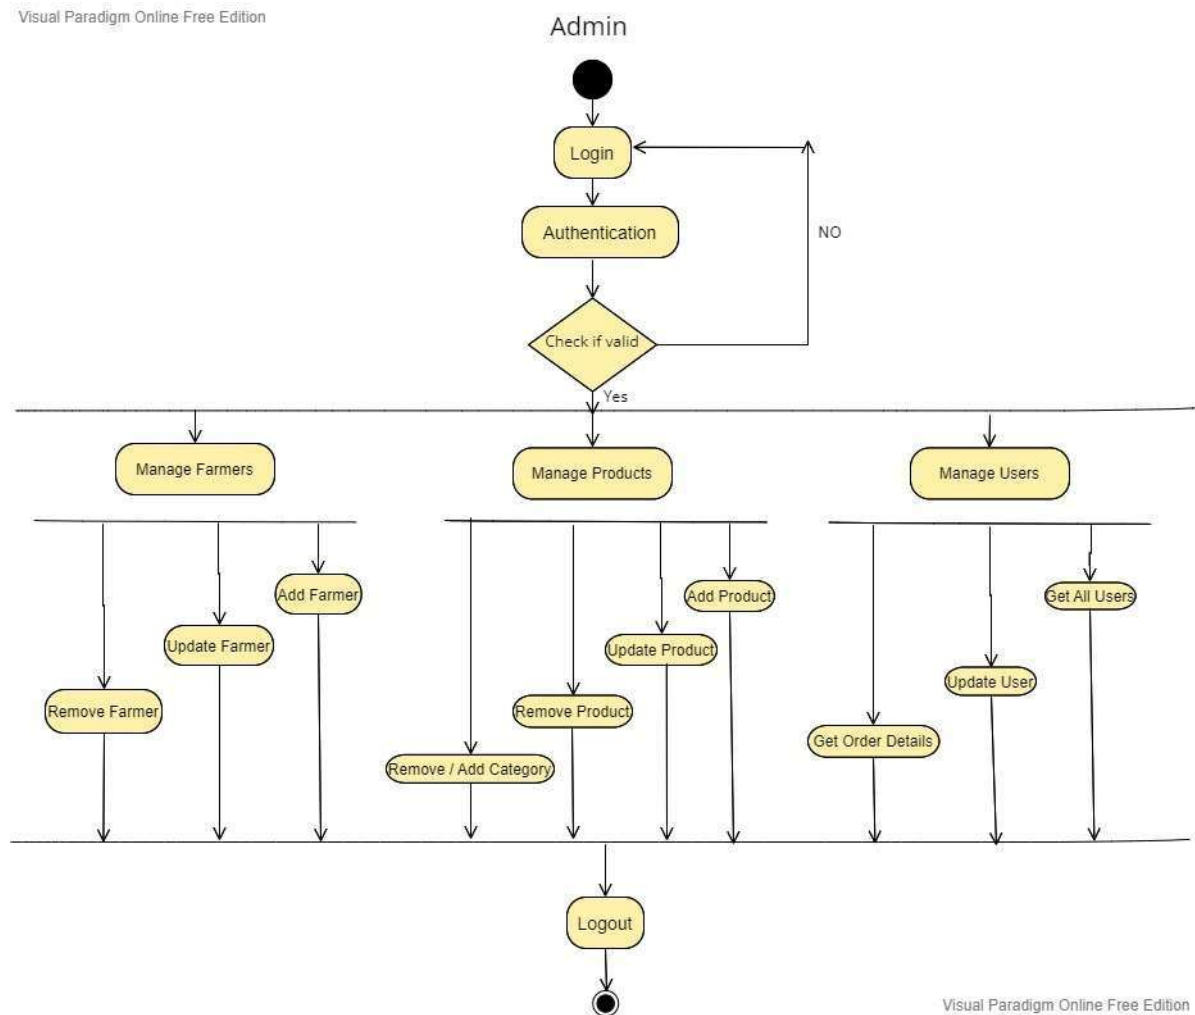 Visual Paradigm Online Free Edition
Admin
Login
Authentication
NO
Check if valid
Yes
Manage Farmers
Manage Products
Manage Users
Add Farmer
Add Product
Get All Users
Update Farmer
Update Product
Update User
Remove Farmer
Remove Product
Get Order Details
Remove / Add Category
Logout
Visual Paradigm Online Free Edition